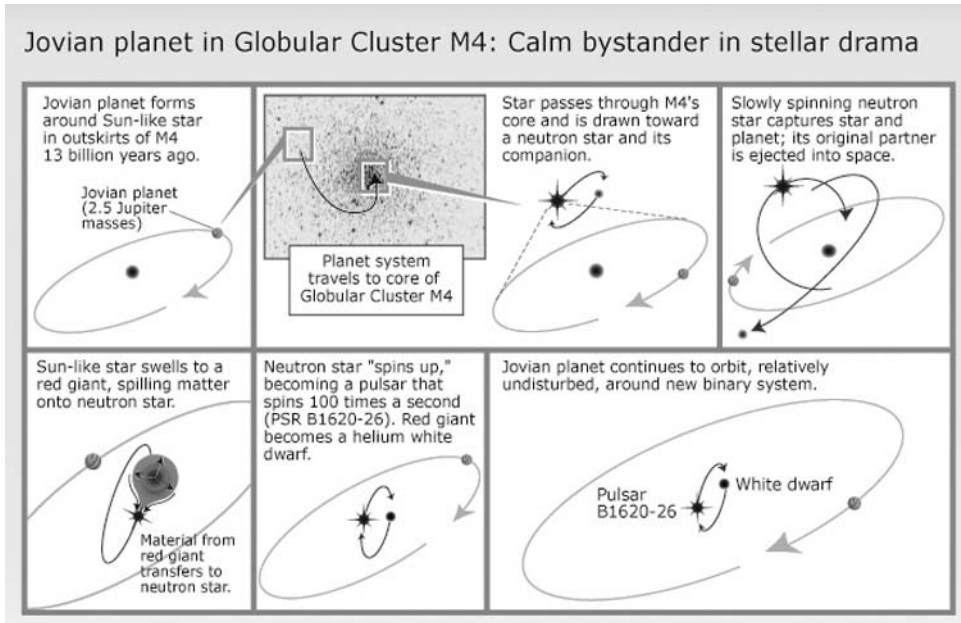 Jovian planet in Globular Cluster M4: Calm bystander in stellar drama
Jovian planet forms
around Sun-like star
in outskirts of M4
13 billion years ago.
Jovian planet
(2.5 Jupiter
masses)
Planet system
travels to core of
Globular Cluster M4
Star passes through M4's
core and is drawn toward
a neutron star and its
companion.
Slowly spinning neutron
star captures star and
planet; its original partner
is ejected into space.
Sun-like star swells to a
red giant, spilling matter
onto neutron star.
Material from
red giant
transfers to
neutron star.
Neutron star "spins up,"
becoming a pulsar that
spins 100 times a second
(PSR B1620-26). Red giant
becomes a helium white
dwarf.
Jovian planet continues to orbit, relatively
undisturbed, around new binary system.
Pulsar
B1620-26
White dwarf